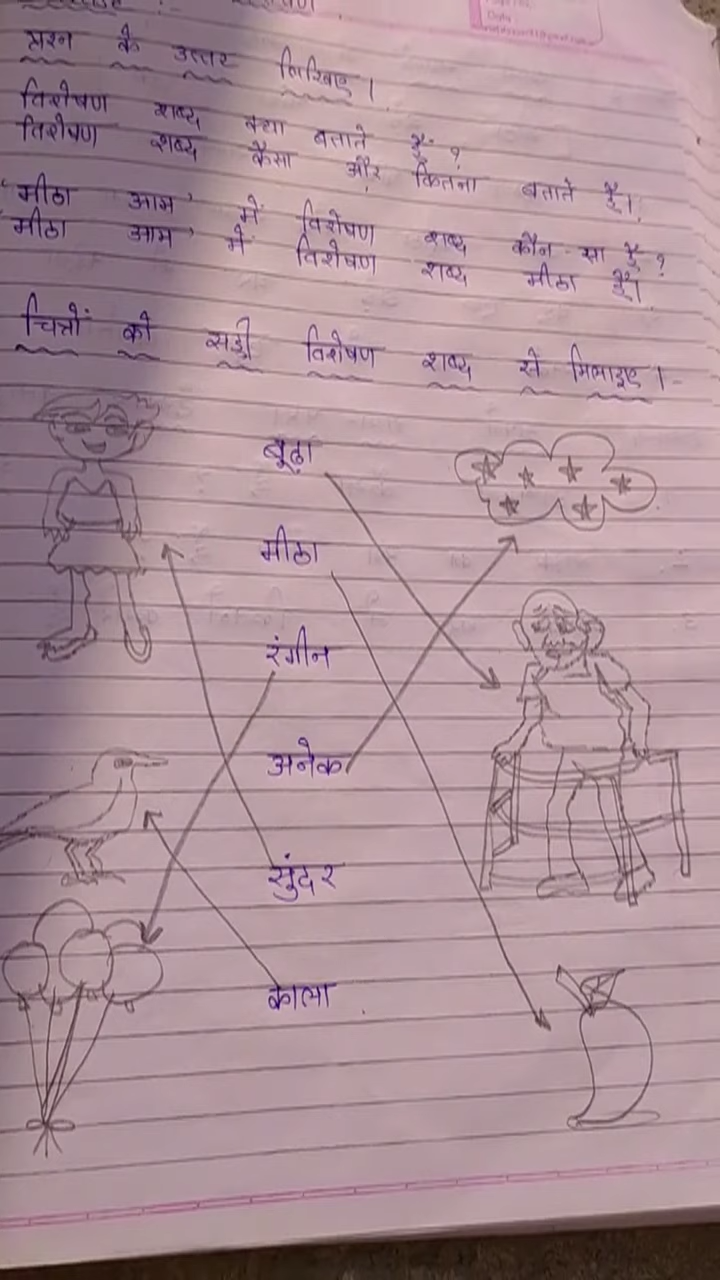 प्रश्न के उत्तर लिखिए।
विशेषण शब्द क्या बताते हैं?
विशेषण शब्द कैसा और कितना बताते हैं।
'मीठा आम' में विशेषण शब्द कौन-सा है?
'मीठा आम' में विशेषण शब्द मीठा है।
चित्रों को सही विशेषण शब्द से मिलाइए।
बूढ़ा
मीठा
रंगीन
अनेक
सुंदर
काला